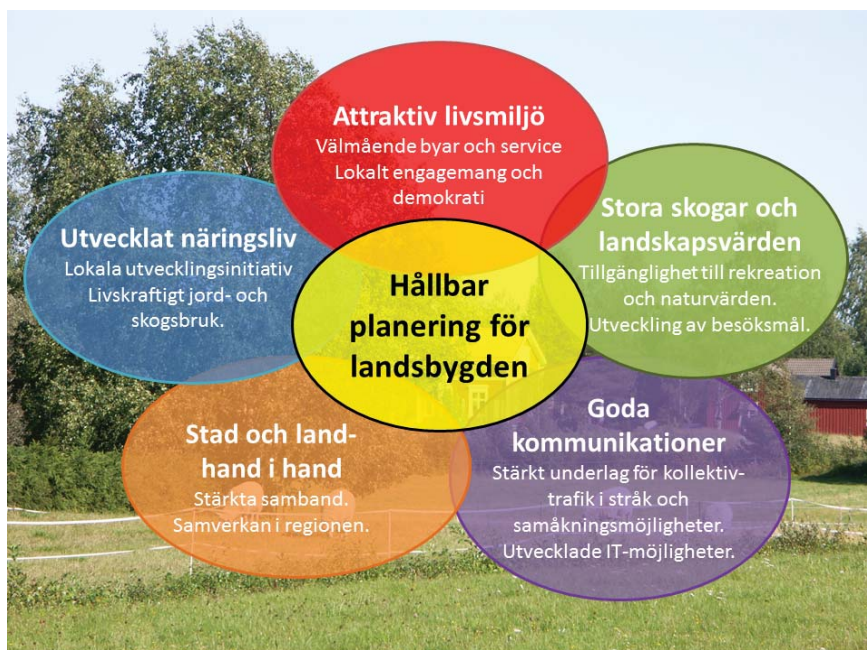 Attraktiv livsmiljö
Välmående byar och service
Lokalt engagemang och
demokrati
Utvecklat näringsliv
Lokala utvecklingsinitiativ
Livskraftigt jord- och
skogsbruk.
Hållbar
planering för
landsbygden
Stora skogar och
landskapsvärden
Tillgänglighet till rekreation
och naturvärden.
Utveckling av besöksmål.
Stad och land-
hand i hand
Stärkta samband.
Samverkan i regionen.
Goda
kommunikationer
Stärkt underlag för kollektiv-
trafik i stråk och
samåkningsmöjligheter.
Utvecklade IT-möjligheter.